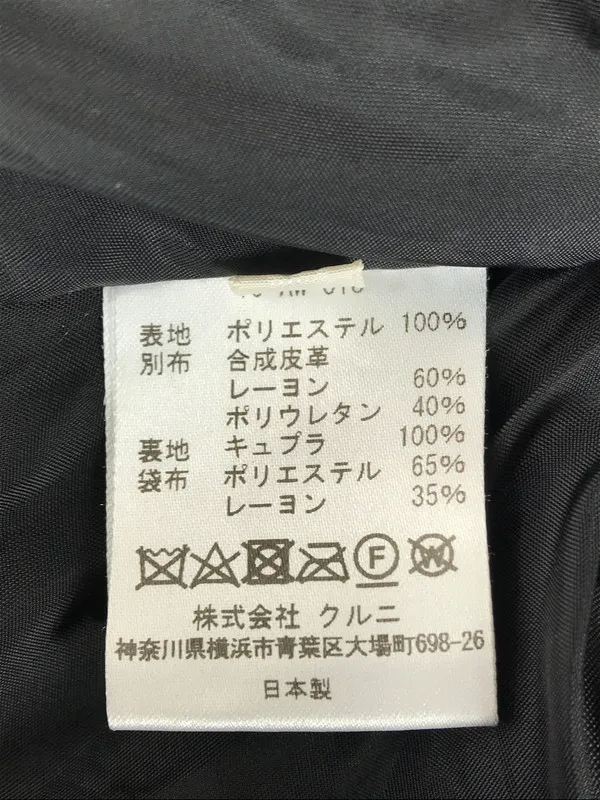 表地 ポリエステル 100%
別布 合成皮革
レーヨン 60%
ポリウレタン 40%
裏地 キュプラ 100%
袋布 ポリエステル 65%
レーヨン 35%
F W
株式会社 クルニ
神奈川県横浜市青葉区大場町698-26
日本製